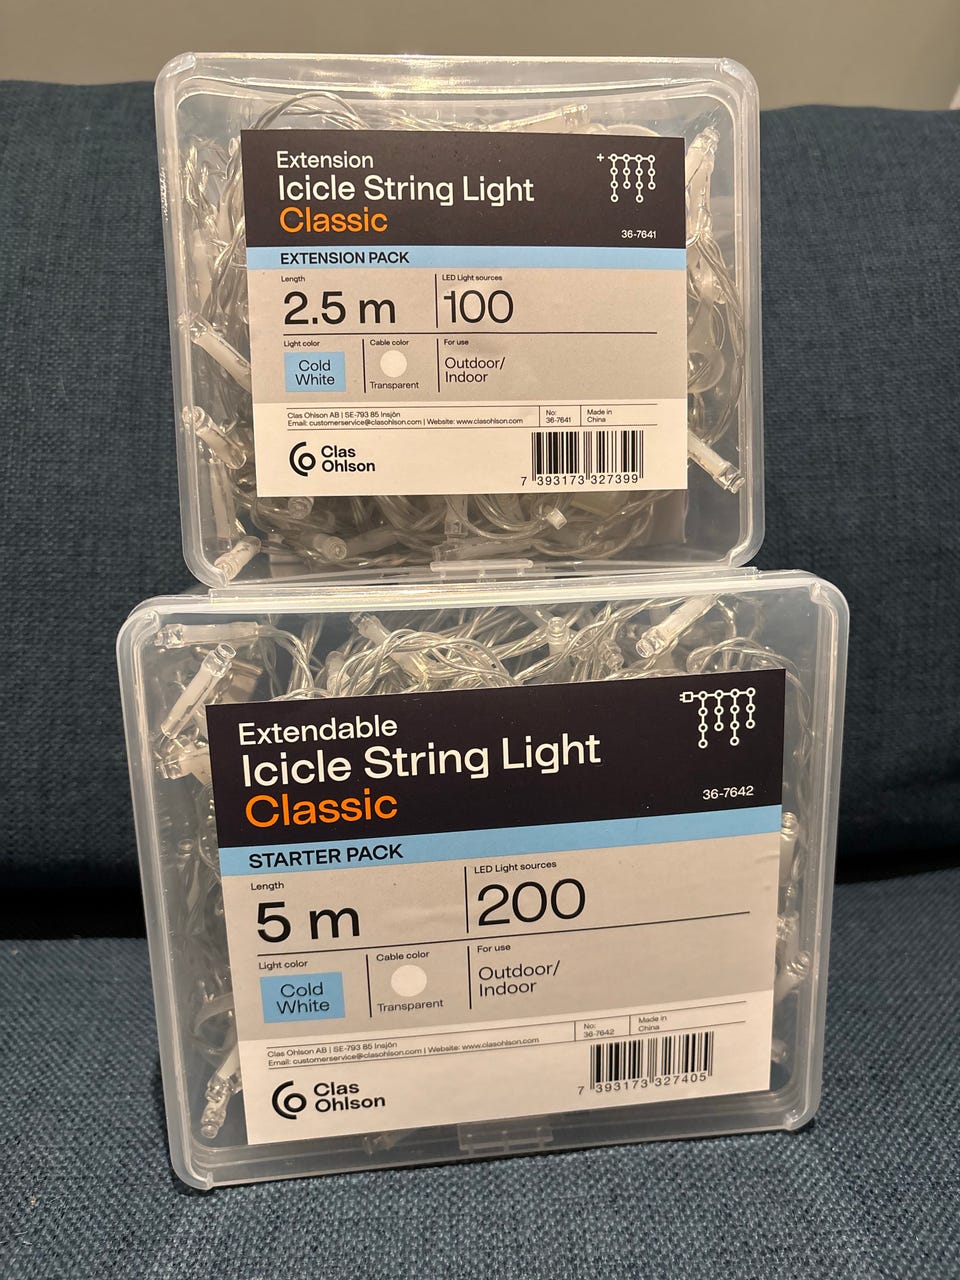 Extension
Icicle String Light
Classic
36-7641
EXTENSION PACK
Length
2.5 m
LED Light sources
100
Light color
Cold
White
Cable color
Transparent
For use
Outdoor/
Indoor
Clas Ohlson AB | SE-793 85 Insjön
Email: customerservice@clasohlson.com | Website: www.clasohlson.com
No:
36-7641
Made in
China
Clas
Ohlson
7 393173 327399
Extendable
Icicle String Light
Classic
36-7642
STARTER PACK
Length
5 m
LED Light sources
200
Light color
Cold
White
Cable color
Transparent
For use
Outdoor/
Indoor
Clas Ohlson AB | SE-793 85 Insjön
Email: customerservice@clasohlson.com | Website: www.clasohlson.com
No:
36-7642
Made in
China
Clas
Ohlson
7 393173 327405